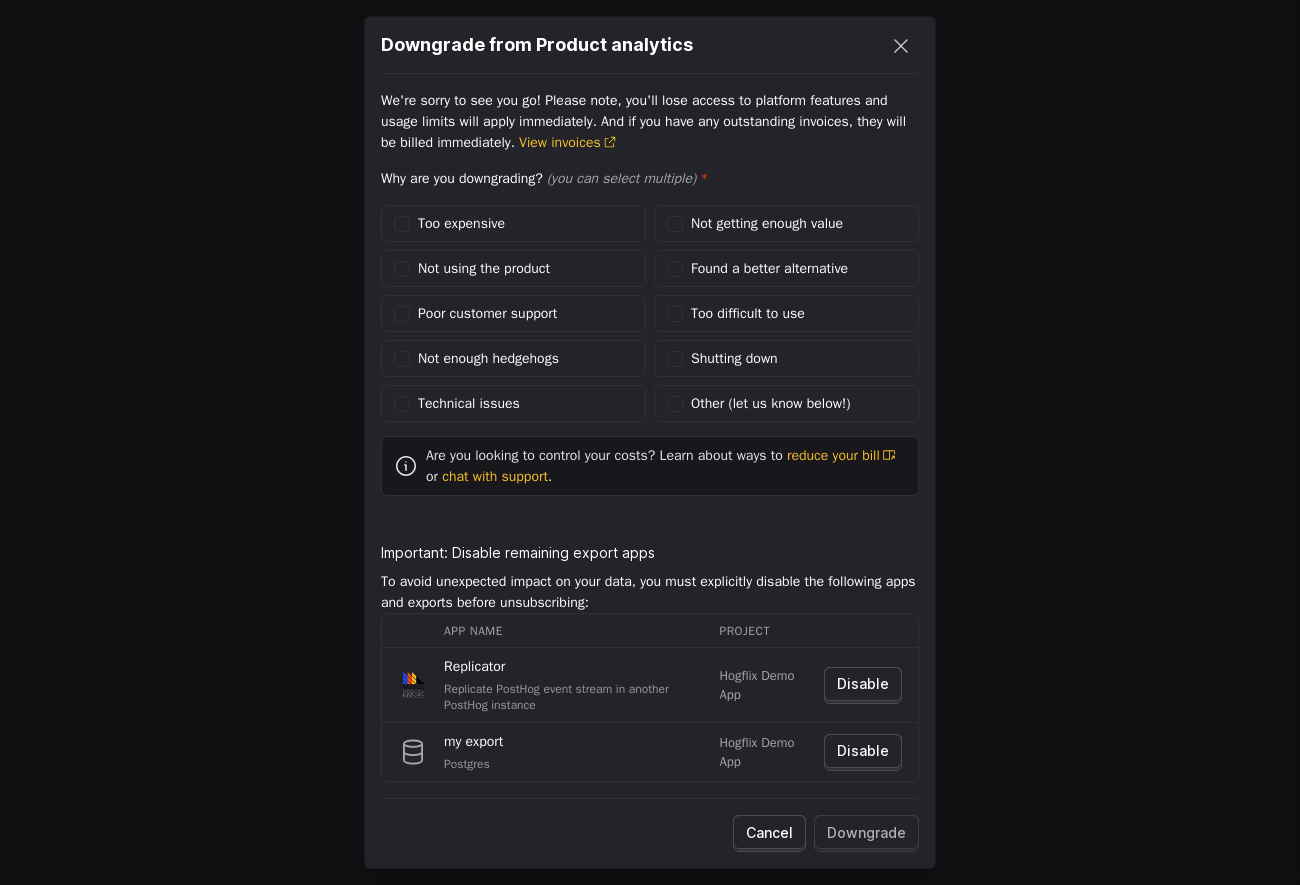 Downgrade from Product analytics
We're sorry to see you go! Please note, you'll lose access to platform features and
usage limits will apply immediately. And if you have any outstanding invoices, they will
be billed immediately. View invoices
Why are you downgrading? (you can select multiple) *
Too expensive
Not getting enough value
Not using the product
Found a better alternative
Poor customer support
Too difficult to use
Not enough hedgehogs
Shutting down
Technical issues
Other (let us know below!)
Are you looking to control your costs? Learn about ways to reduce your bill
or chat with support.
Important: Disable remaining export apps
To avoid unexpected impact on your data, you must explicitly disable the following apps
and exports before unsubscribing:
APP NAME
PROJECT
Replicator
Replicate PostHog event stream in another
PostHog instance
Hogflix Demo
App
Disable
my export
Postgres
Hogflix Demo
App
Disable
Cancel
Downgrade